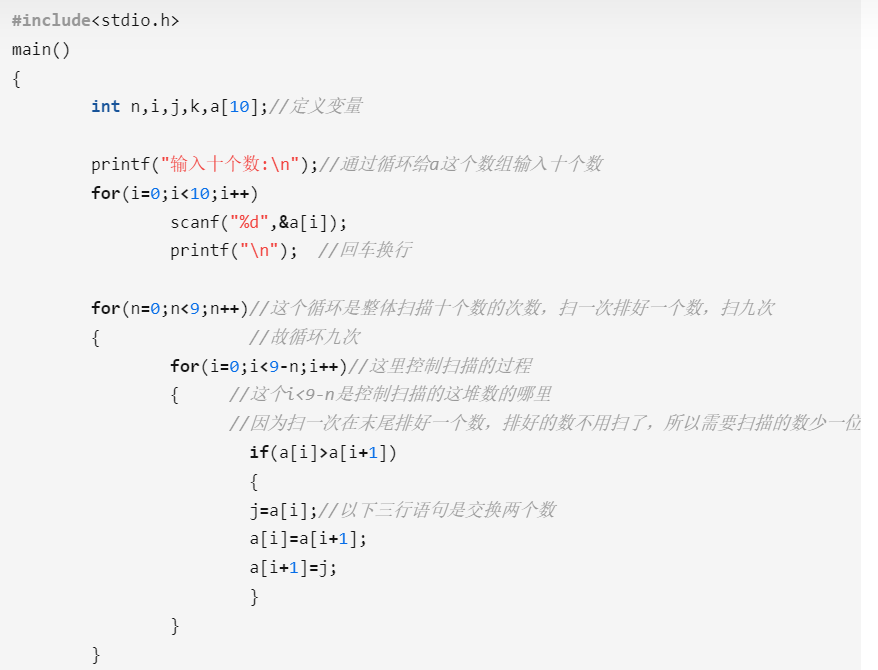 #include<stdio.h>
main()
{
int n,i,j,k,a[10];//定义变量
printf("输入十个数:\n");//通过循环给a这个数组输入十个数
for(i=0;i<10;i++)
scanf("%d",&a[i]);
printf("\n");  //回车换行
for(n=0;n<9;n++)//这个循环是整体扫描十个数的次数，扫一次排好一个数，扫九次
{               //故循环九次
for(i=0;i<9-n;i++)//这里控制扫描的过程
{     //这个i<9-n是控制扫描的这堆数的哪里
//因为扫一次在末尾排好一个数，排好的数不用扫了，所以需要扫描的数少一位
if(a[i]>a[i+1])
{
j=a[i];//以下三行语句是交换两个数
a[i]=a[i+1];
a[i+1]=j;
}
}
}